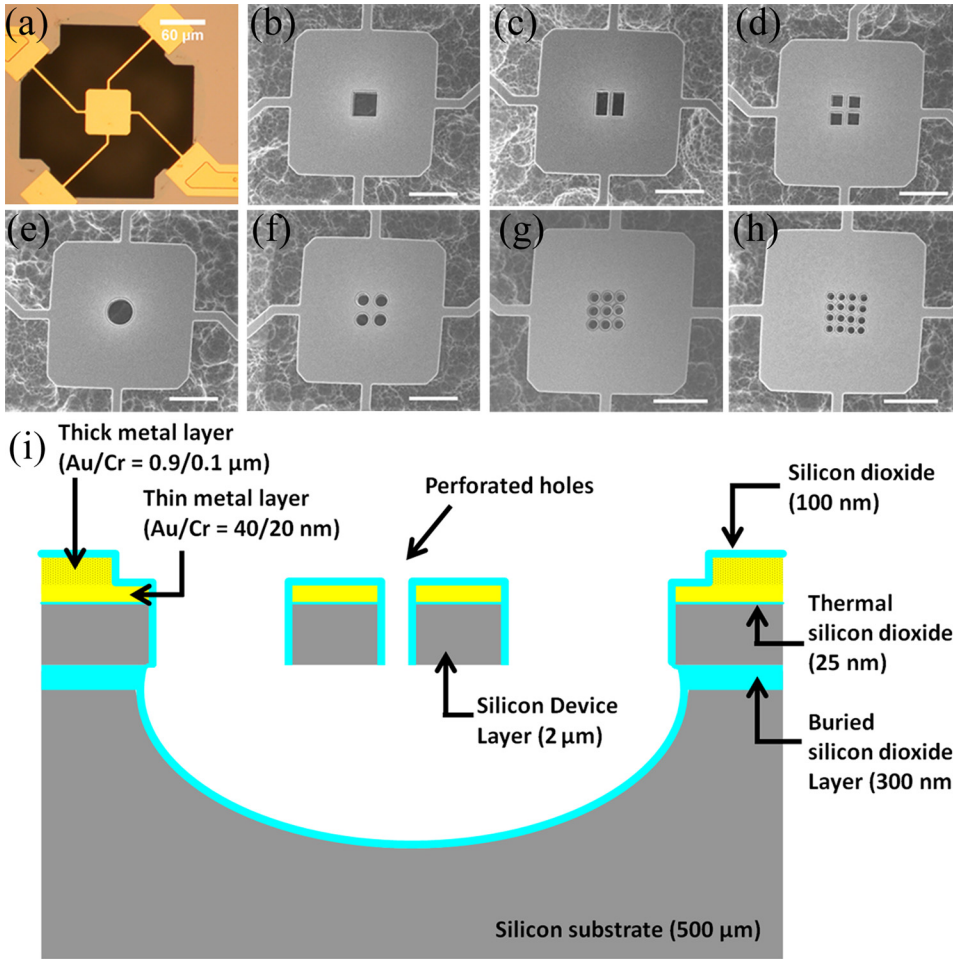 (a)
60 µm
(b)
(c)
(d)
(e)
(f)
(g)
(h)
(i)
Thick metal layer
(Au/Cr = 0.9/0.1 µm)
Thin metal layer
(Au/Cr = 40/20 nm)
Perforated holes
Silicon dioxide
(100 nm)
Thermal
silicon dioxide
(25 nm)
Silicon Device
Layer (2 µm)
Buried
silicon dioxide
Layer (300 nm
Silicon substrate (500 µm)